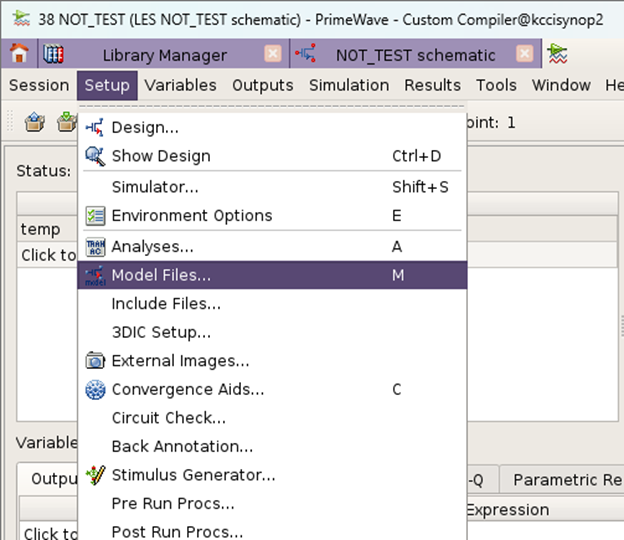 38 NOT_TEST (LES NOT_TEST schematic) - PrimeWave - Custom Compiler@kccisynop2
Library Manager NOT_TEST schematic
Session Setup Variables Outputs Simulation Results Tools Window He
oint: 1
Design...
Show Design Ctrl+D
Status:
Simulator... Shift+S
Environment Options E
temp
Analyses... A
Click to
Model Files... M
Include Files...
3DIC Setup...
External Images...
Convergence Aids... C
Circuit Check...
Variable
Back Annotation...
Outpu Stimulus Generator... -Q Parametric Re
Pre Run Procs... Expression
Click to Post Run Procs...